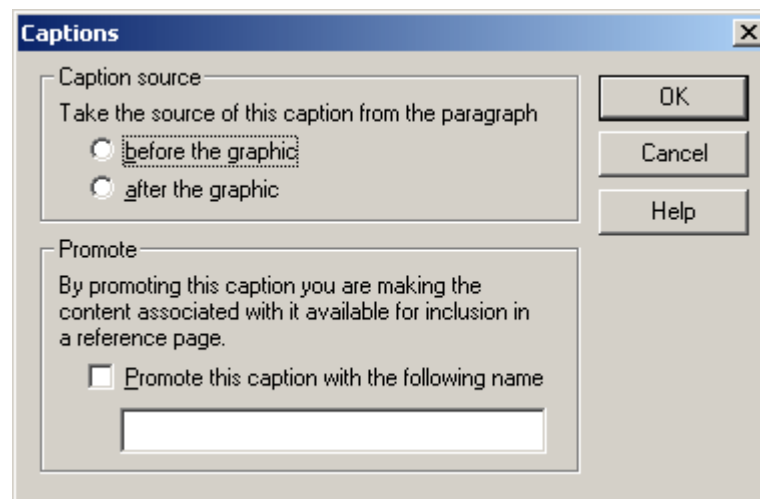 Captions
Caption source
Take the source of this caption from the paragraph
before the graphic
after the graphic
OK
Cancel
Help
Promote
By promoting this caption you are making the
content associated with it available for inclusion in
a reference page.
Promote this caption with the following name